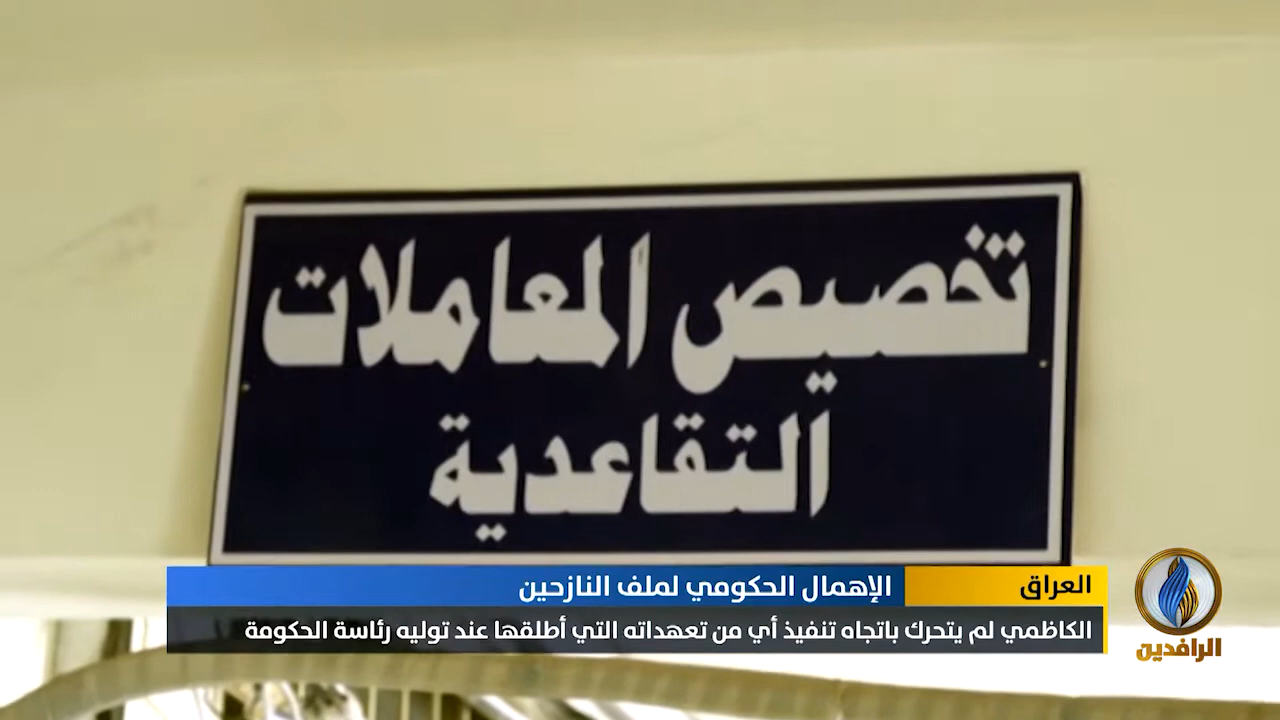 تخصيص المعاملات
التقاعدية
العراق
الإهمال الحكومي لملف النازحين
الكاظمي لم يتحرك باتجاه تنفيذ أي من تعهداته التي أطلقها عند توليه رئاسة الحكومة
الرافدين